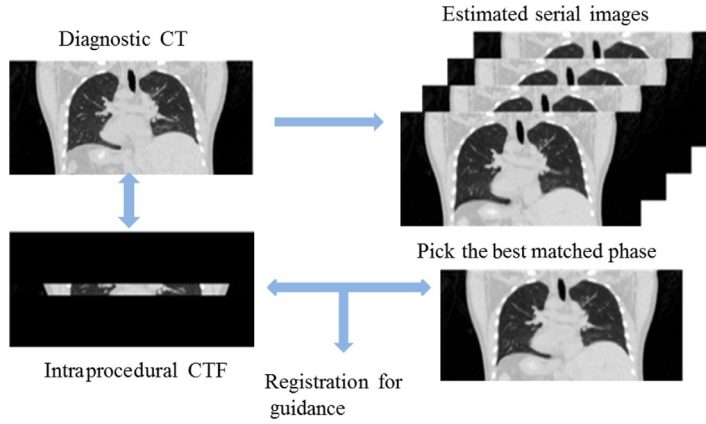 Diagnostic CT
Estimated serial images
Pick the best matched phase
Intraprocedural CTF
Registration for
guidance